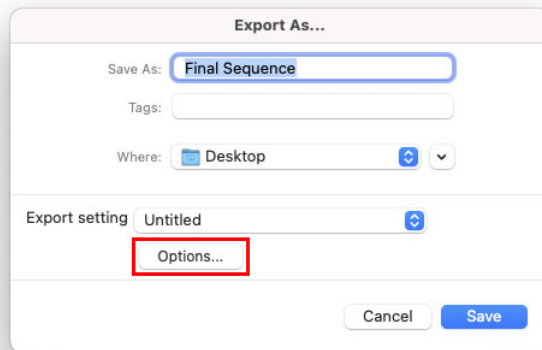 Export As...
Save As: Final Sequence
Tags:
Where: Desktop
Export setting Untitled
Options...
Cancel Save